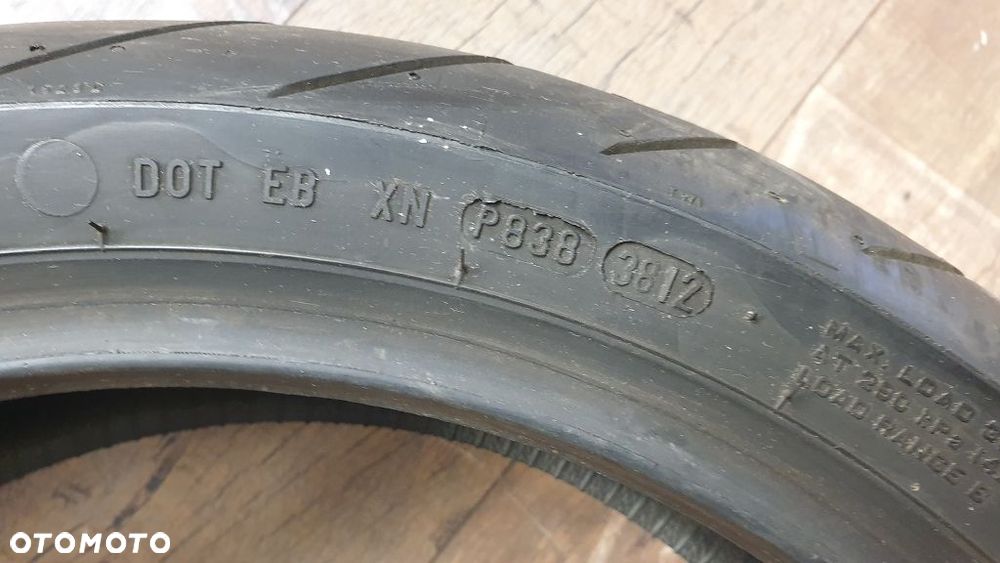 DOT EB XN P838 3812
MAX. LOAD
AT 290 KPa
LOAD RANGE B
OTOMOTO